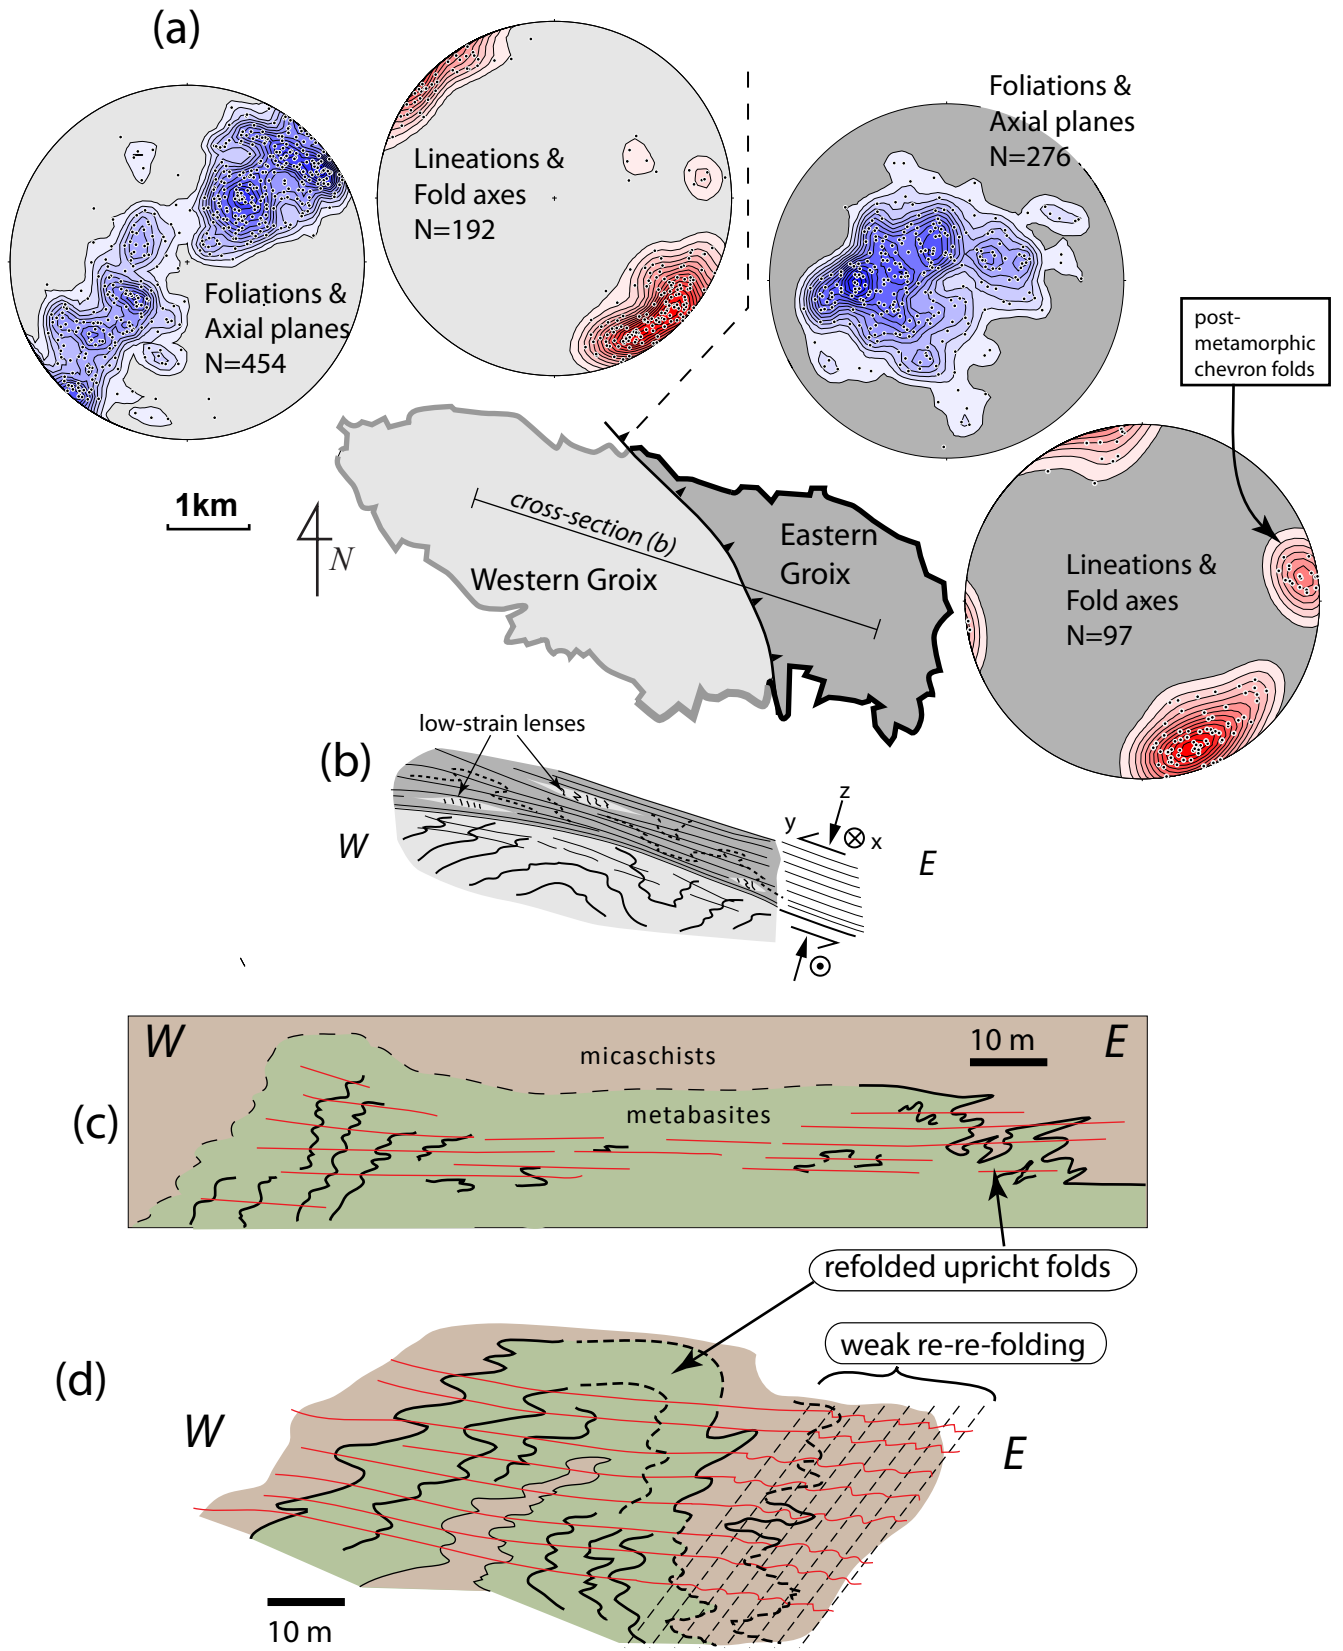 (a)
Foliations &
Axial planes
N=454
Lineations &
Fold axes
N=192
Foliations &
Axial planes
N=276
post-
metamorphic
chevron folds
Lineations &
Fold axes
N=97
1km
N
cross-section (b)
Western Groix
Eastern
Groix
(b)
low-strain lenses
W
z
y
x
E
(c)
W
micaschists
metabasites
10 m
E
refolded upricht folds
weak re-re-folding
(d)
W
E
10 m